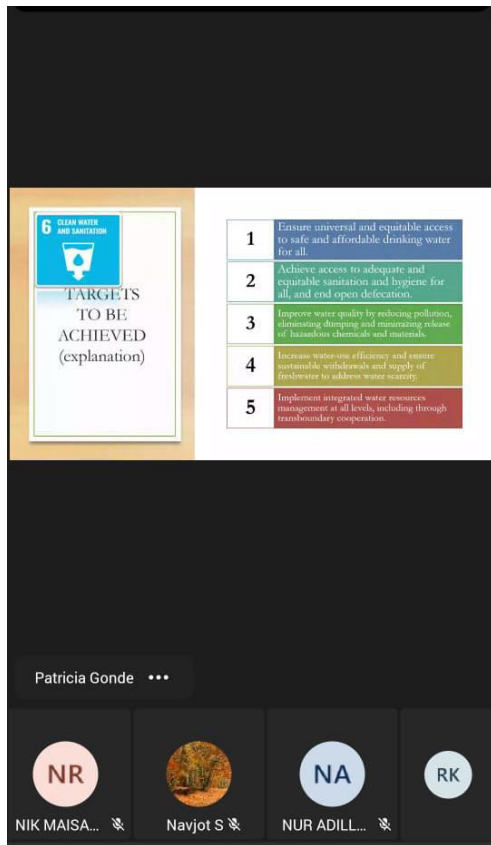 6 CLEAN WATER
AND SANITATION
TARGETS
TO BE
ACHIEVED
(explanation)
1 Ensure universal and equitable access
to safe and affordable drinking water
for all.
2 Achieve access to adequate and
equitable sanitation and hygiene for
all, and end open defecation.
3 Improve water quality by reducing pollution,
eliminating dumping and minimizing release
of hazardous chemicals and materials.
4 Increase water-use efficiency and ensure
sustainable withdrawals and supply of
freshwater to address water scarcity.
5 Implement integrated water resources
management at all levels, including through
transboundary cooperation.
Patricia Gonde •••
NR
NA
RK
NIK MAISA...
Navjot S
NUR ADILL...